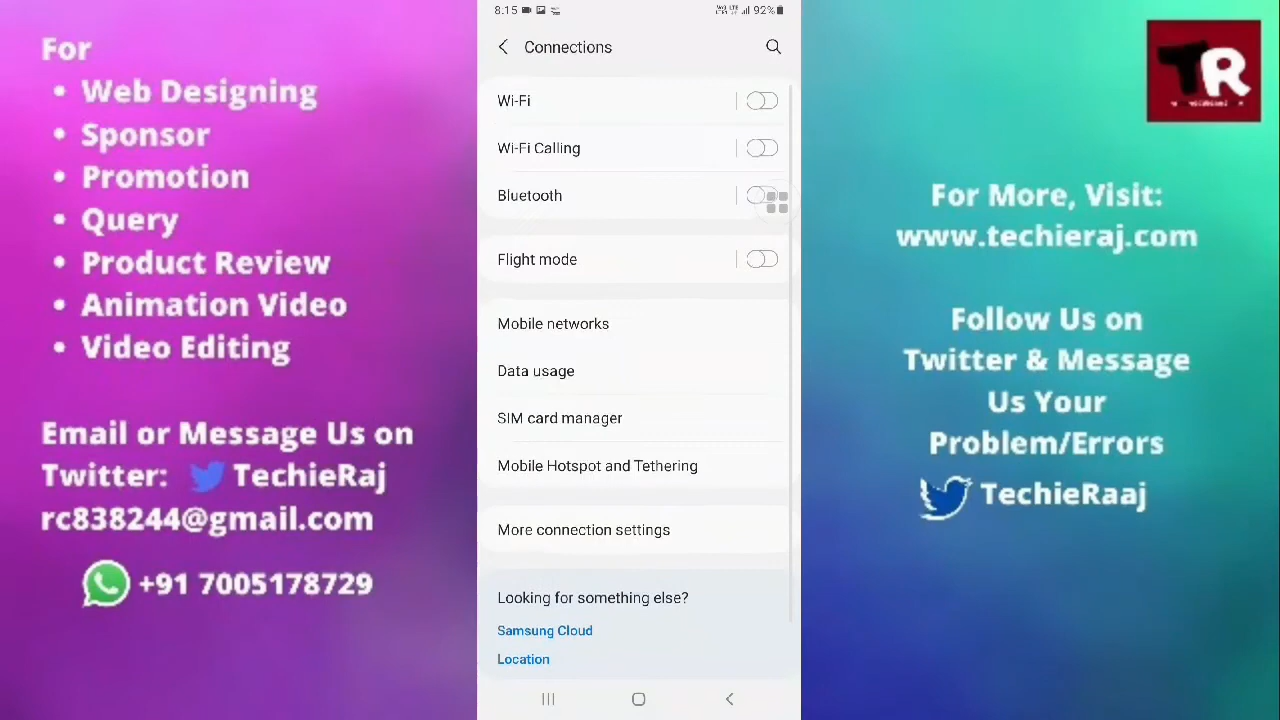 For
• Web Designing
• Sponsor
• Promotion
• Query
• Product Review
• Animation Video
• Video Editing
Email or Message Us on
Twitter: TechieRaj
rc838244@gmail.com
+91 7005178729
8:15
92%
Connections
Wi-Fi
Wi-Fi Calling
Bluetooth
Flight mode
Mobile networks
Data usage
SIM card manager
Mobile Hotspot and Tethering
More connection settings
Looking for something else?
Samsung Cloud
Location
TR
For More, Visit:
www.techieraj.com
Follow Us on
Twitter & Message
Us Your
Problem/Errors
TechieRaaj